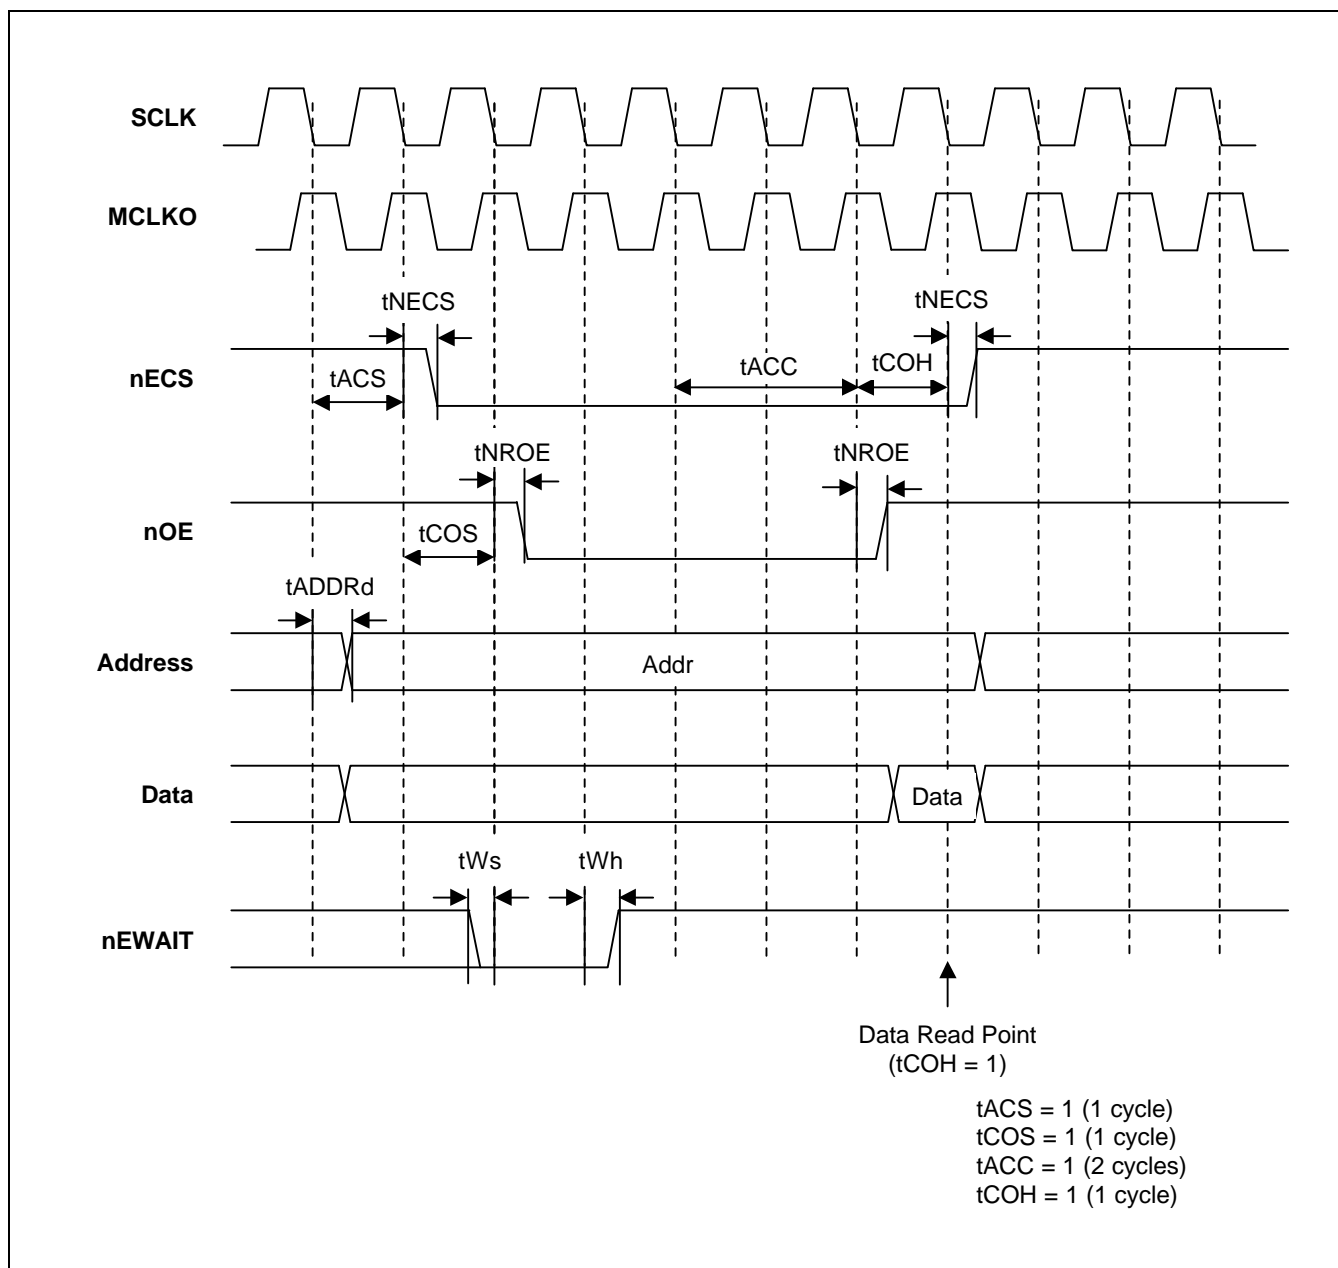 SCLK
MCLKO
tNECS
tNECS
nECS
tACS
tACC
tCOH
tNROE
tNROE
nOE
tCOS
tADDRd
Address
Addr
Data
Data
tWs
tWh
nEWAIT
Data Read Point
(tCOH = 1)
tACS = 1 (1 cycle)
tCOS = 1 (1 cycle)
tACC = 1 (2 cycles)
tCOH = 1 (1 cycle)